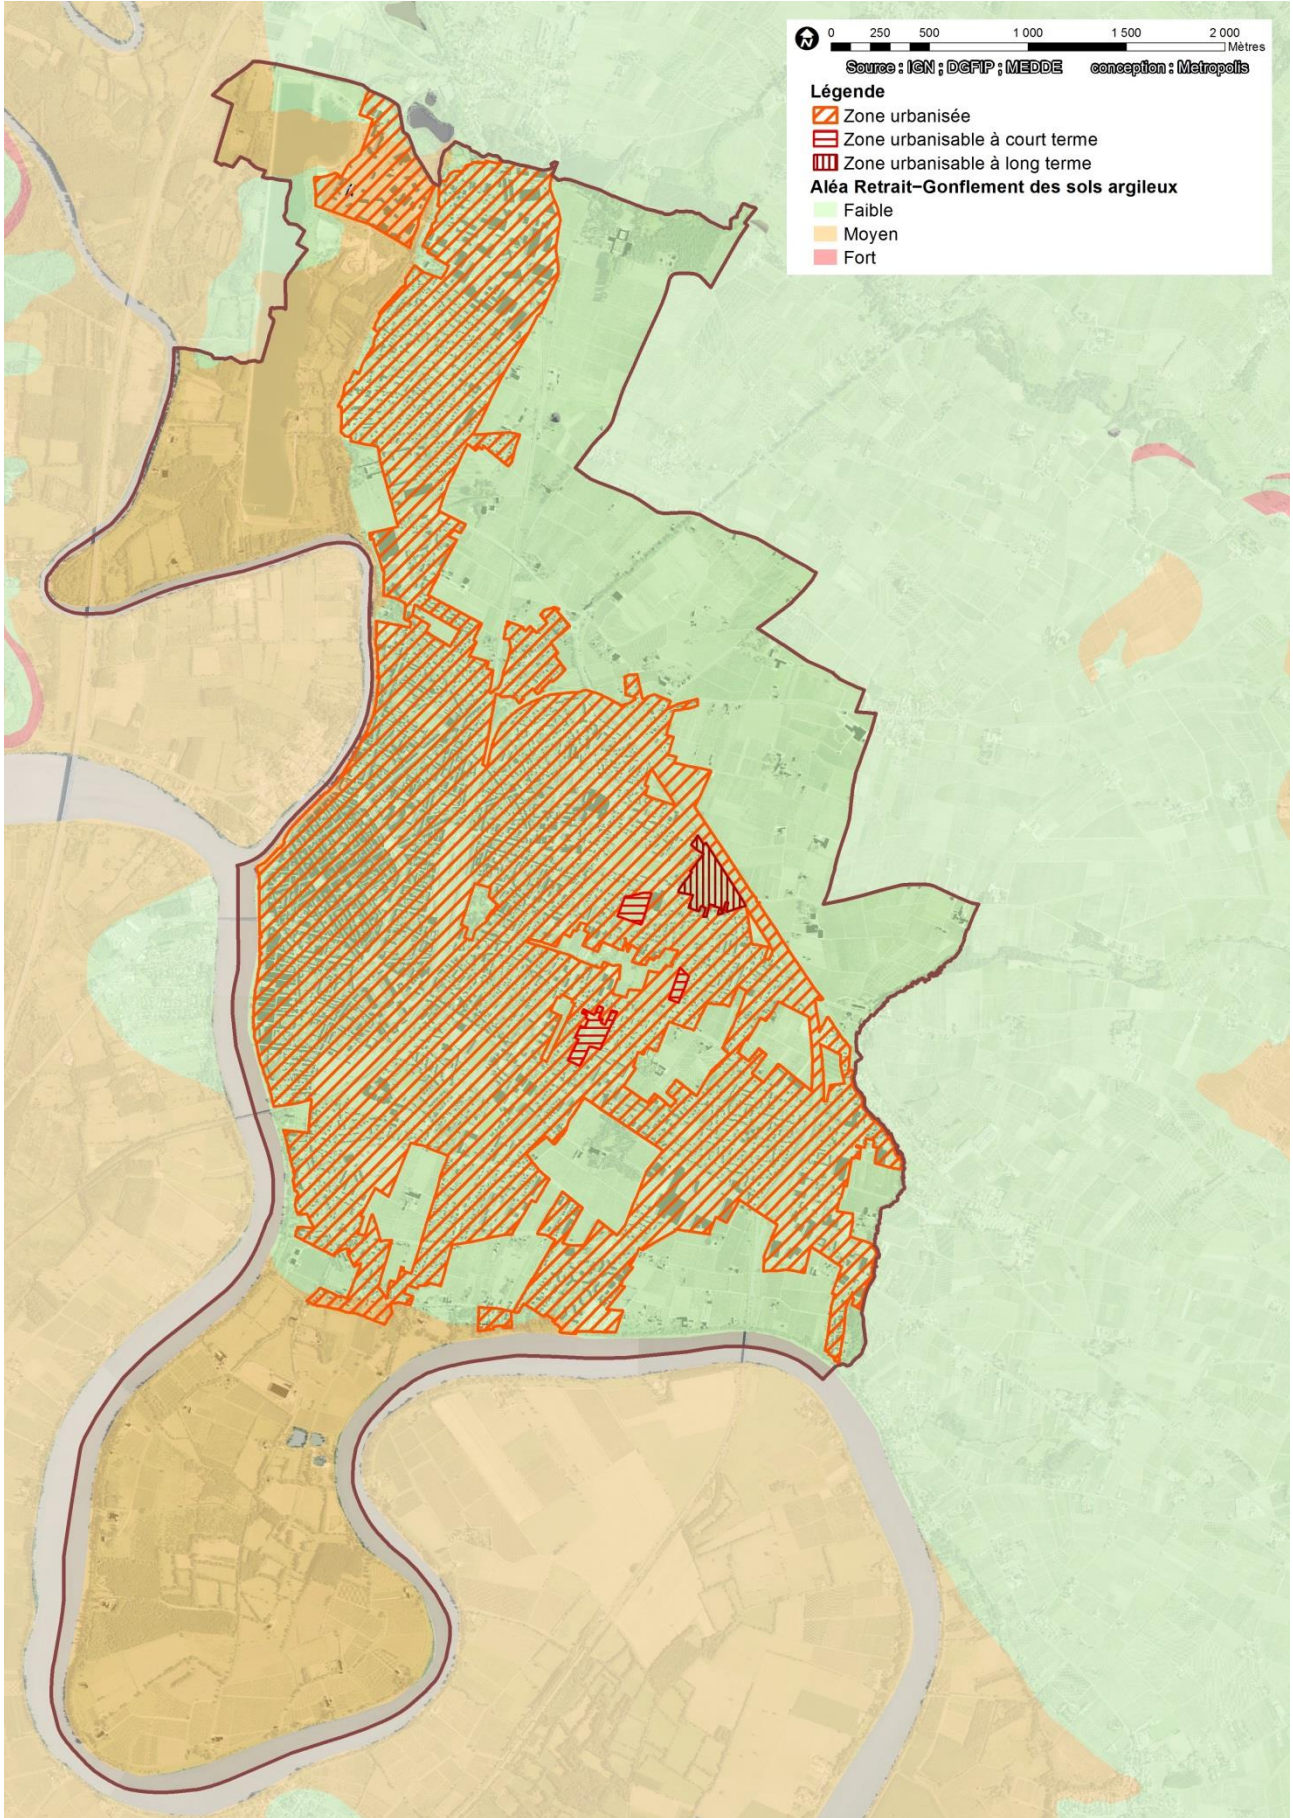 N
0 250 500 1 000 1 500 2 000
Mètres
Source : IGN ; DGFIP ; MEDDE conception : Metropolis
Légende
Zone urbanisée
Zone urbanisable à court terme
Zone urbanisable à long terme
Aléa Retrait-Gonflement des sols argileux
Faible
Moyen
Fort